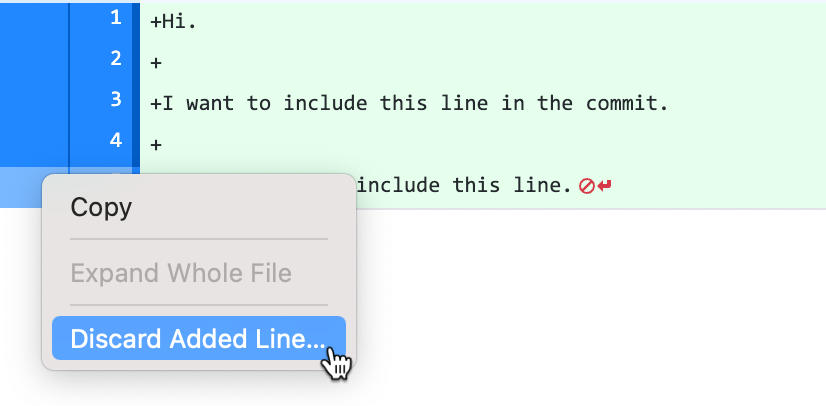 1 +Hi.
2 +
3 +I want to include this line in the commit.
4 +
include this line.
Copy
Expand Whole File
Discard Added Line...